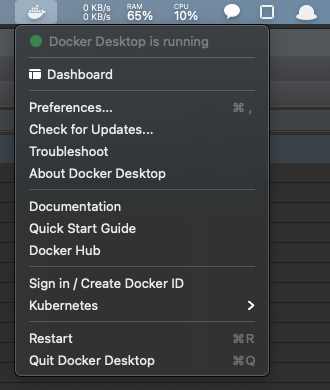 0 KB/s
0 KB/s
RAM
65%
CPU
10%
Docker Desktop is running
Dashboard
Preferences... ⌘ ,
Check for Updates...
Troubleshoot
About Docker Desktop
Documentation
Quick Start Guide
Docker Hub
Sign in / Create Docker ID
Kubernetes
Restart ⌘R
Quit Docker Desktop ⌘Q